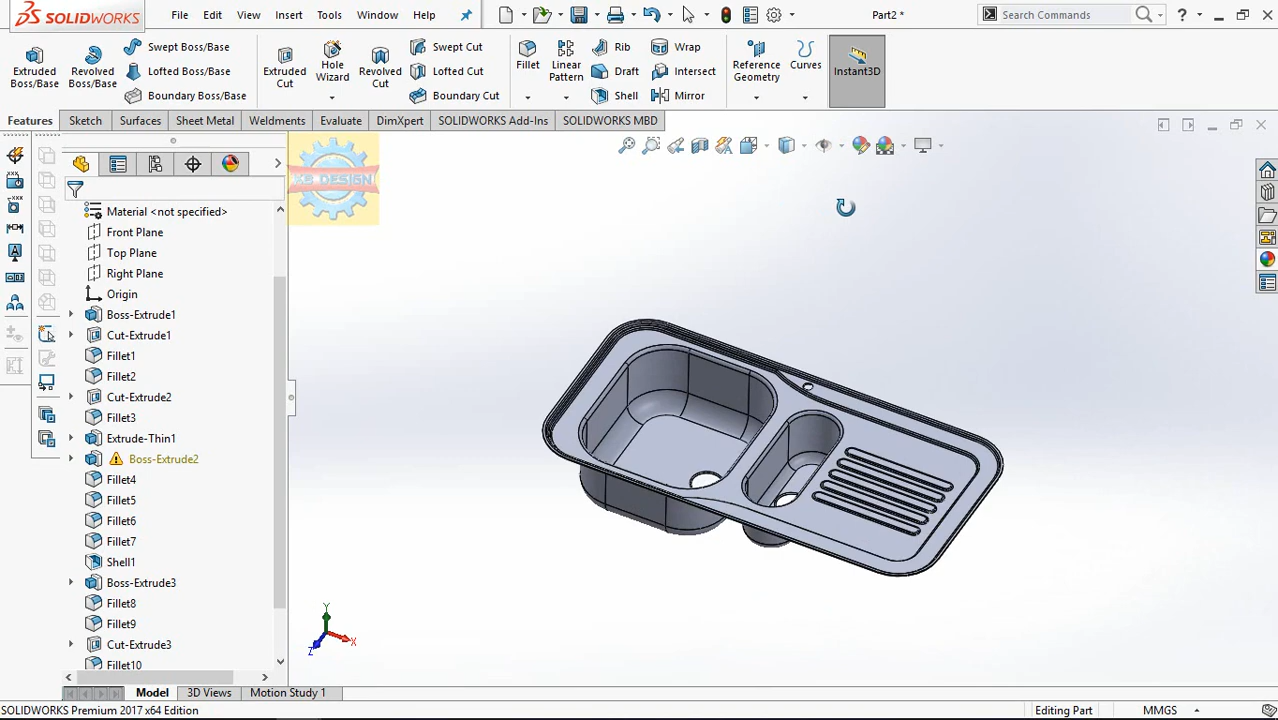 SOLIDWORKS
File Edit View Insert Tools Window Help
Part2 *
Search Commands
Extruded Boss/Base
Revolved Boss/Base
Swept Boss/Base
Lofted Boss/Base
Boundary Boss/Base
Extruded Cut
Hole Wizard
Revolved Cut
Swept Cut
Lofted Cut
Boundary Cut
Fillet
Linear Pattern
Rib
Draft
Shell
Wrap
Intersect
Mirror
Reference Geometry
Curves
Instant3D
Features Sketch Surfaces Sheet Metal Weldments Evaluate DimXpert SOLIDWORKS Add-Ins SOLIDWORKS MBD
KB DESIGN
Material <not specified>
Front Plane
Top Plane
Right Plane
Origin
Boss-Extrude1
Cut-Extrude1
Fillet1
Fillet2
Cut-Extrude2
Fillet3
Extrude-Thin1
Boss-Extrude2
Fillet4
Fillet5
Fillet6
Fillet7
Shell1
Boss-Extrude3
Fillet8
Fillet9
Cut-Extrude3
Fillet10
Y
X
Z
Model 3D Views Motion Study 1
SOLIDWORKS Premium 2017 x64 Edition
Editing Part
MMGS